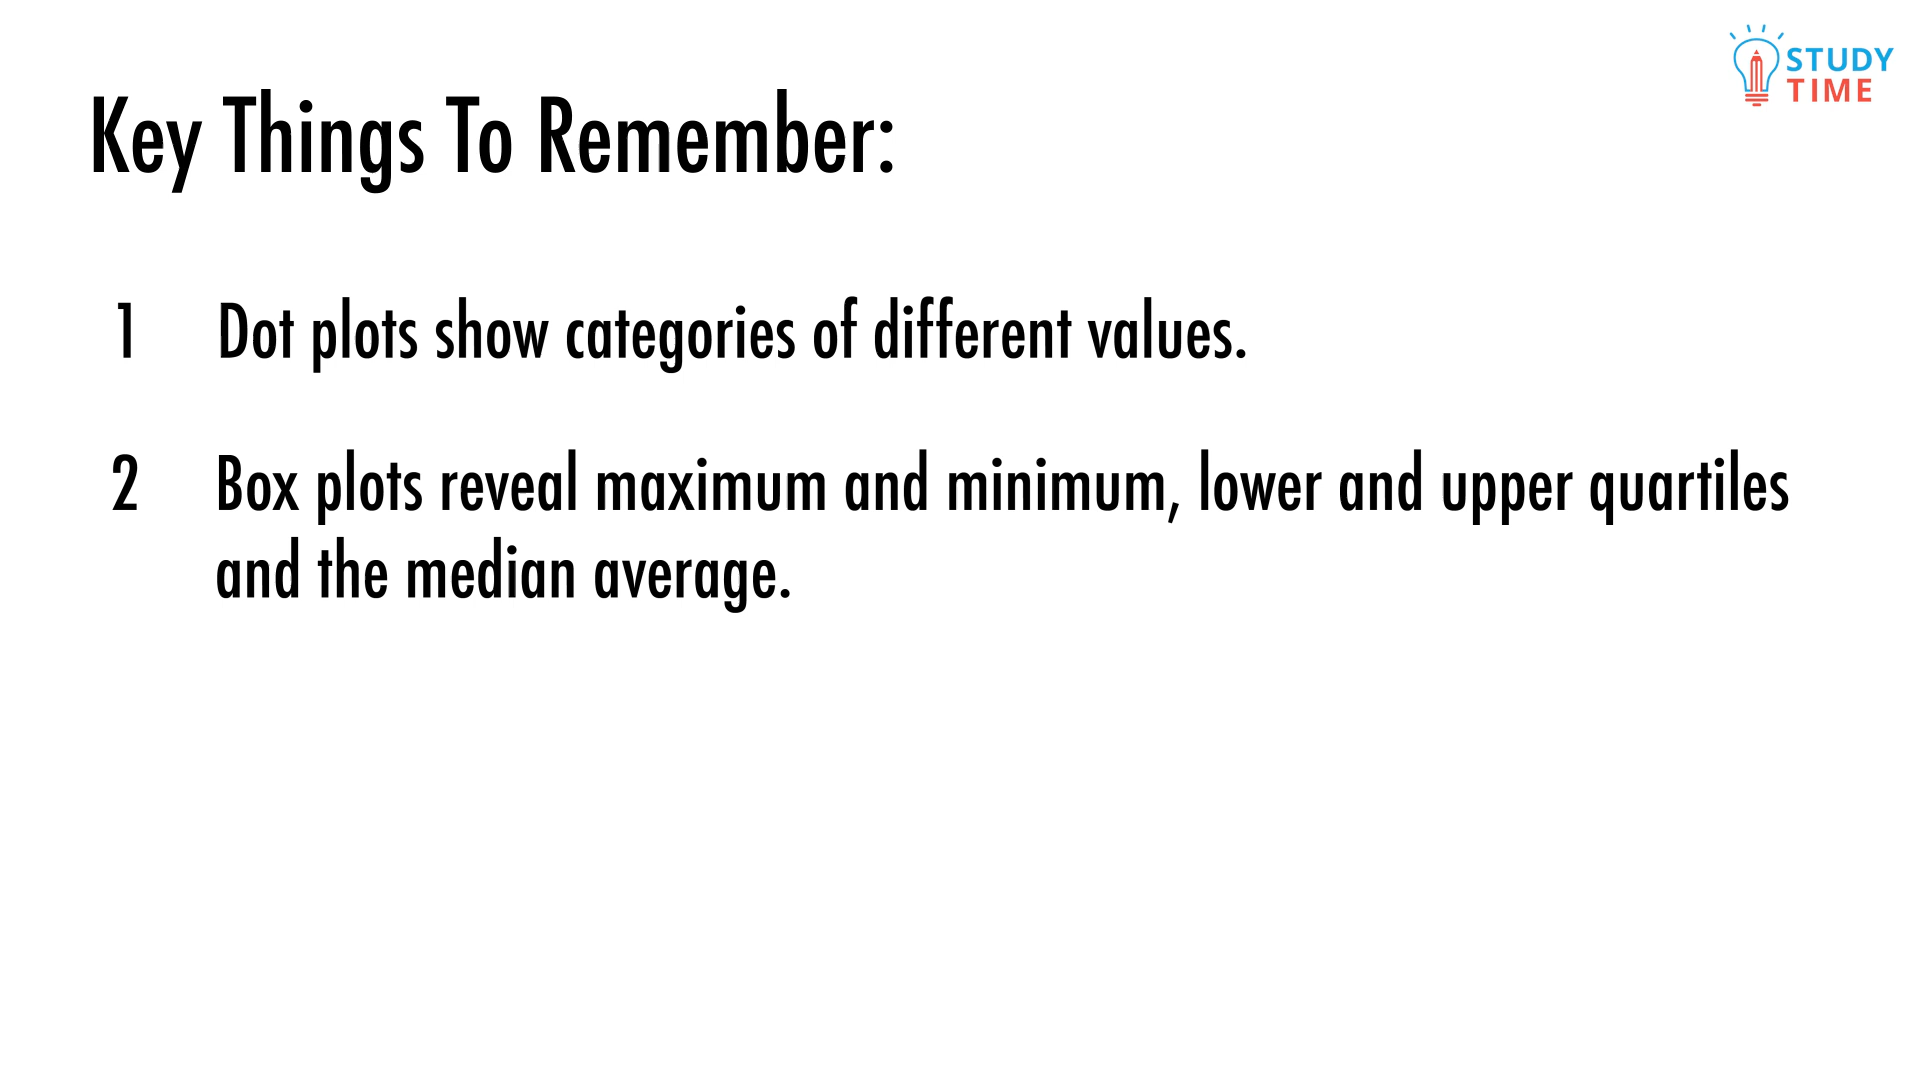 STUDY
TIME
Key Things To Remember:
1 Dot plots show categories of different values.
2 Box plots reveal maximum and minimum, lower and upper quartiles
and the median average.